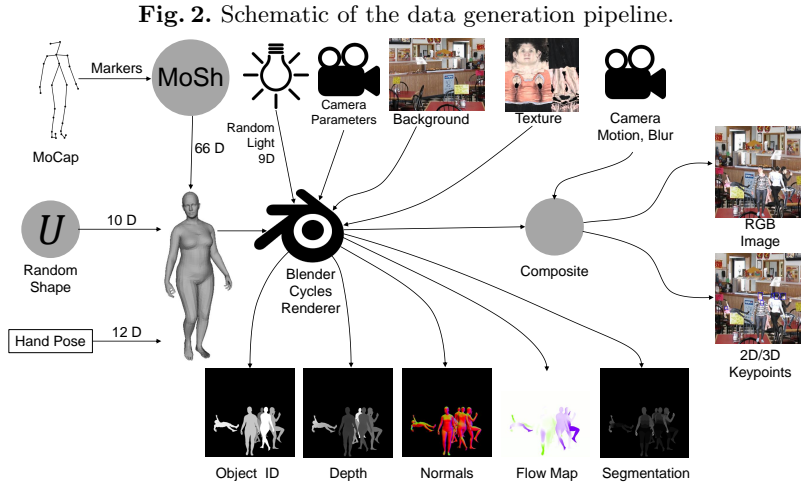 Fig. 2. Schematic of the data generation pipeline.
Markers
MoSh
MoCap
Random
Light
9D
Camera
Parameters
Background
Texture
Camera
Motion, Blur
66 D
U
10 D
Random
Shape
Hand Pose
12 D
Blender
Cycles
Renderer
Composite
RGB
Image
2D/3D
Keypoints
Object ID
Depth
Normals
Flow Map
Segmentation